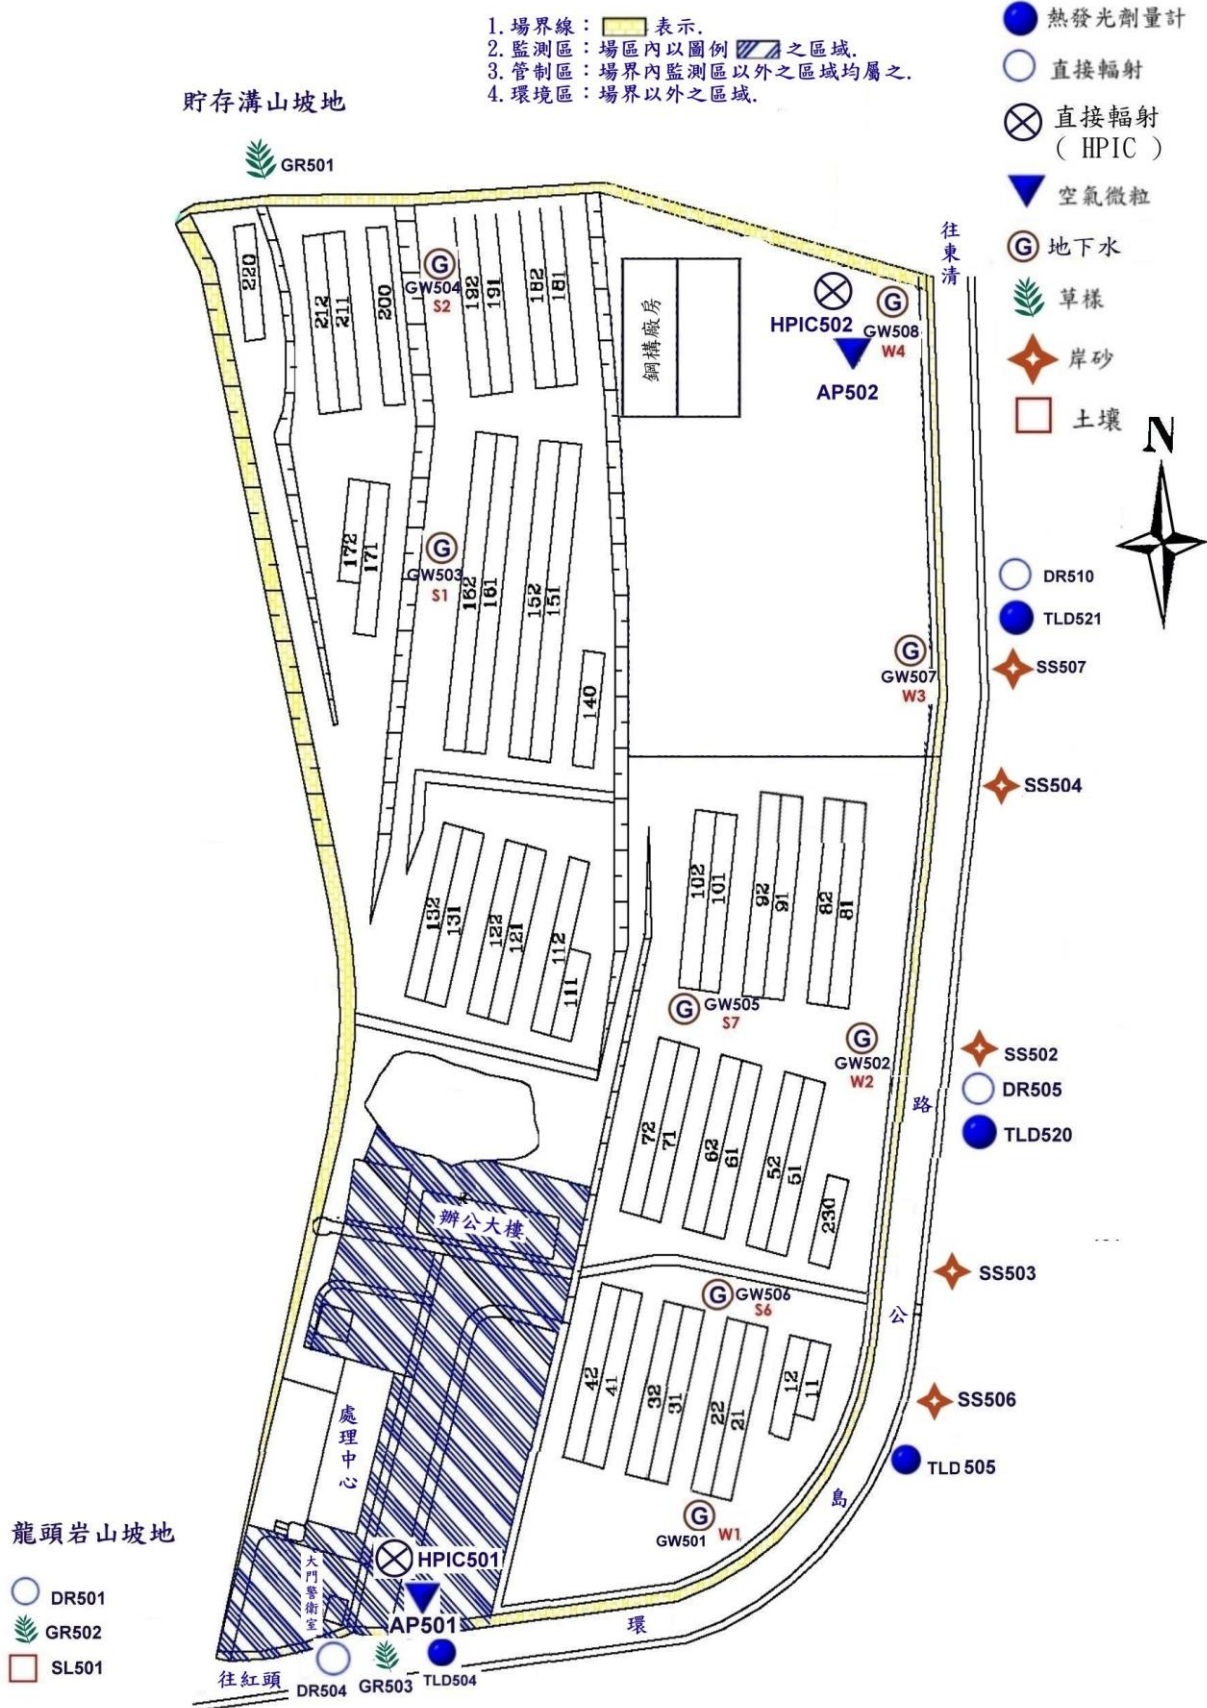 1. 場界線：表示.
2. 監測區：場區內以圖例 之區域.
3. 管制區：場界內監測區以外之區域均屬之.
4. 環境區：場界以外之區域.
熱發光劑量計
直接輻射
直接輻射
( HPIC )
空氣微粒
地下水
草樣
岸砂
土壤
N
貯存溝山坡地
GR501
往東清
220
212
211
200
GW504
S2
192
191
182
181
鋼構廠房
HPIC502
GW508
W4
AP502
172
171
GW503
S1
162
161
152
151
140
GW507
W3
DR510
TLD521
SS507
SS504
132
131
122
121
112
111
102
101
92
91
82
81
GW505
S7
GW502
W2
SS502
DR505
TLD520
72
71
62
61
52
51
230
路
辦公大樓
SS503
GW506
S6
公
42
41
32
31
22
21
12
11
SS506
TLD505
處理中心
島
GW501
W1
龍頭岩山坡地
DR501
GR502
SL501
大門警衛室
HPIC501
AP501
環
往紅頭
DR504
GR503
TLD504